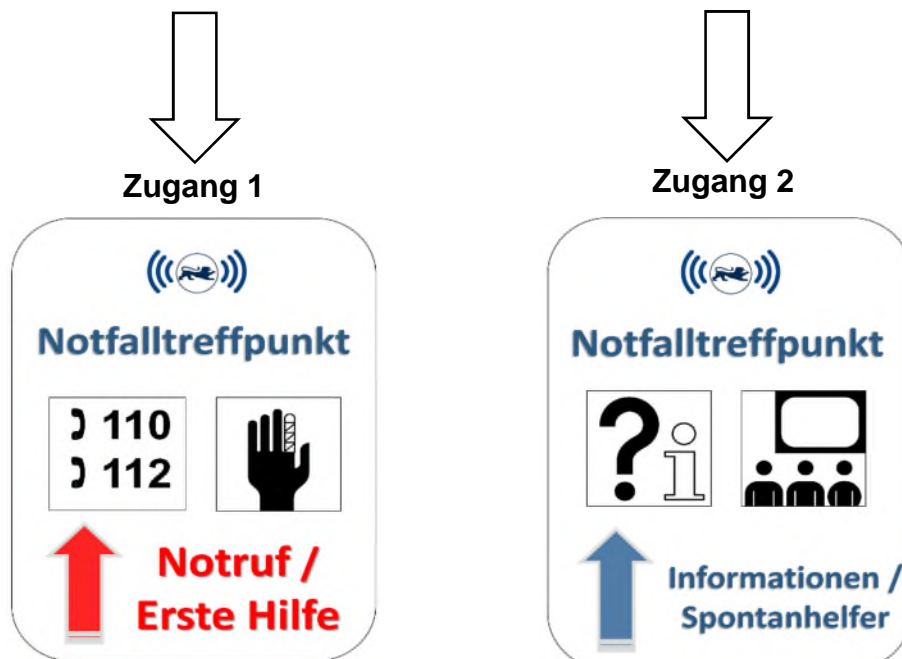 Zugang 1
Notfalltreffpunkt
110
112
Notruf /
Erste Hilfe
Zugang 2
Notfalltreffpunkt
? i
Informationen /
Spontanhelfer